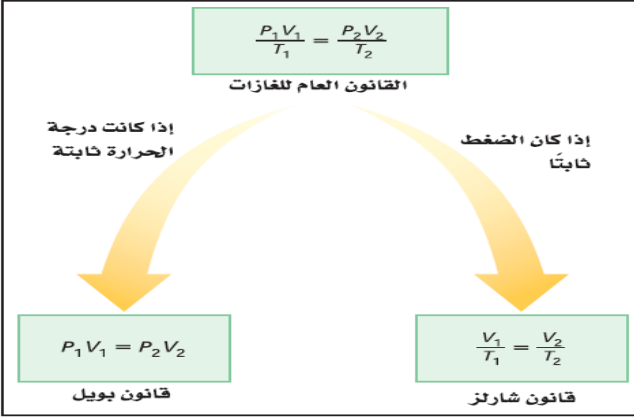 P₁V₁/T₁ = P₂V₂/T₂
القانون العام للغازات
إذا كان الضغط
ثابتًا
إذا كانت درجة
الحرارة ثابتة
V₁/T₁ = V₂/T₂
قانون شارلز
P₁V₁ = P₂V₂
قانون بويل